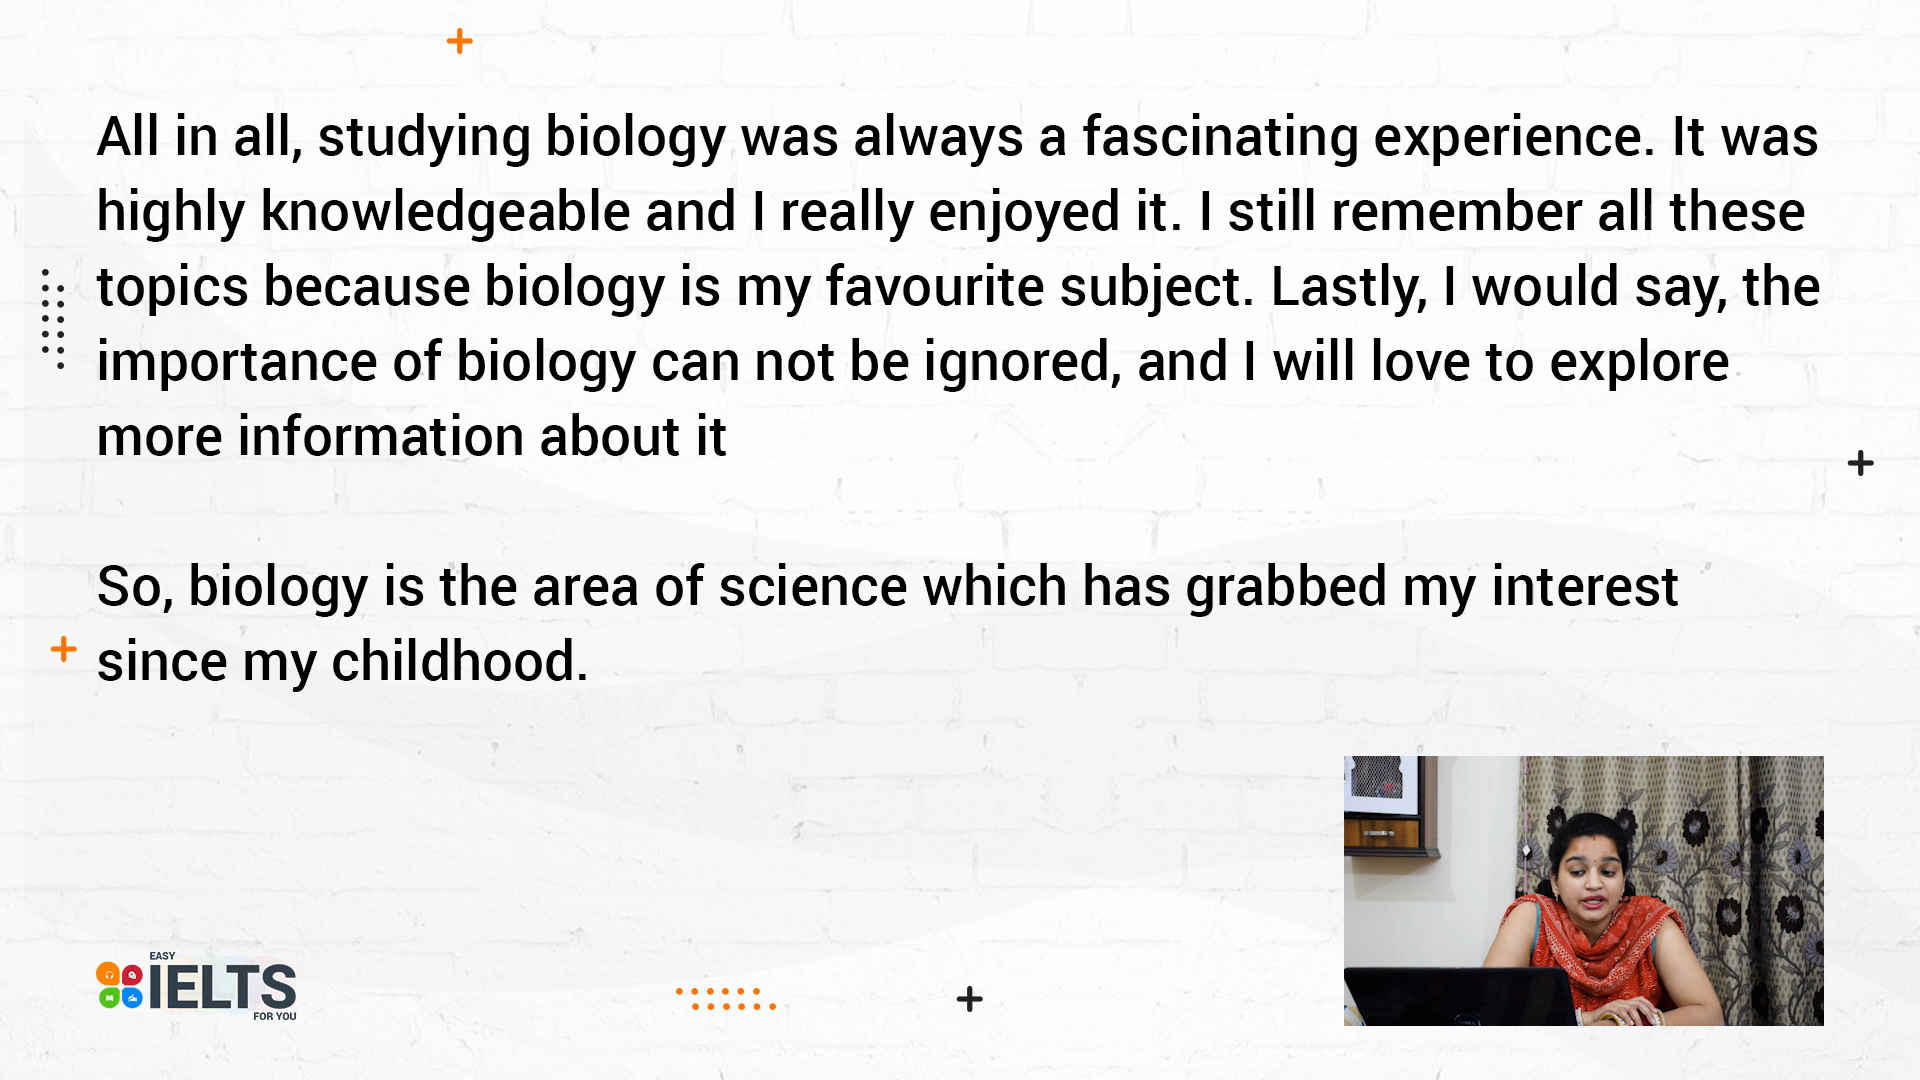 All in all, studying biology was always a fascinating experience. It was
highly knowledgeable and I really enjoyed it. I still remember all these
topics because biology is my favourite subject. Lastly, I would say, the
importance of biology can not be ignored, and I will love to explore
more information about it
So, biology is the area of science which has grabbed my interest
since my childhood.
EASY
IELTS
FOR YOU